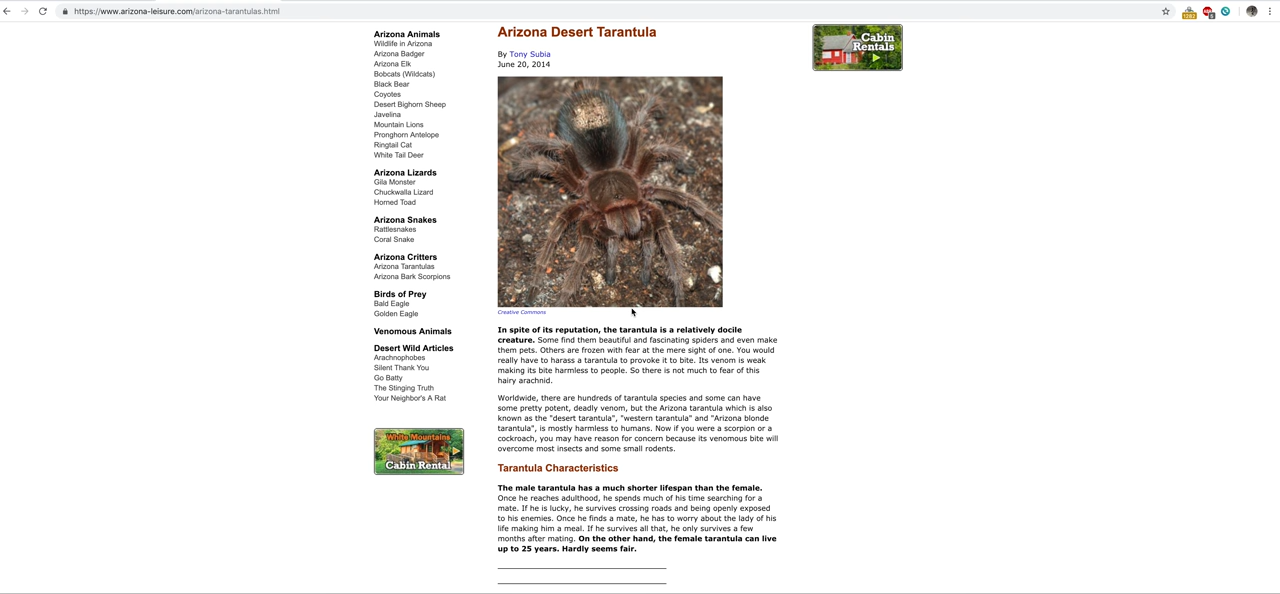 https://www.arizona-leisure.com/arizona-tarantulas.html
Arizona Animals
Wildlife in Arizona
Arizona Badger
Arizona Elk
Bobcats (Wildcats)
Black Bear
Coyotes
Desert Bighorn Sheep
Javelina
Mountain Lions
Pronghorn Antelope
Ringtail Cat
White Tail Deer
Arizona Lizards
Gila Monster
Chuckwalla Lizard
Horned Toad
Arizona Snakes
Rattlesnakes
Coral Snake
Arizona Critters
Arizona Tarantulas
Arizona Bark Scorpions
Birds of Prey
Bald Eagle
Golden Eagle
Venomous Animals
Desert Wild Articles
Arachnophobes
Silent Thank You
Go Batty
The Stinging Truth
Your Neighbor's A Rat
White Mountains
Cabin Rental
Arizona Desert Tarantula
By Tony Subia
June 20, 2014
Creative Commons
In spite of its reputation, the tarantula is a relatively docile
creature. Some find them beautiful and fascinating spiders and even make
them pets. Others are frozen with fear at the mere sight of one. You would
really have to harass a tarantula to provoke it to bite. Its venom is weak
making its bite harmless to people. So there is not much to fear of this
hairy arachnid.
Worldwide, there are hundreds of tarantula species and some can have
some pretty potent, deadly venom, but the Arizona tarantula which is also
known as the "desert tarantula", "western tarantula" and "Arizona blonde
tarantula", is mostly harmless to humans. Now if you were a scorpion or a
cockroach, you may have reason for concern because its venomous bite will
overcome most insects and some small rodents.
Tarantula Characteristics
The male tarantula has a much shorter lifespan than the female.
Once he reaches adulthood, he spends much of his time searching for a
mate. If he is lucky, he survives crossing roads and being openly exposed
to his enemies. Once he finds a mate, he has to worry about the lady of his
life making him a meal. If he survives all that, he only survives a few
months after mating. On the other hand, the female tarantula can live
up to 25 years. Hardly seems fair.
Cabin
Rentals